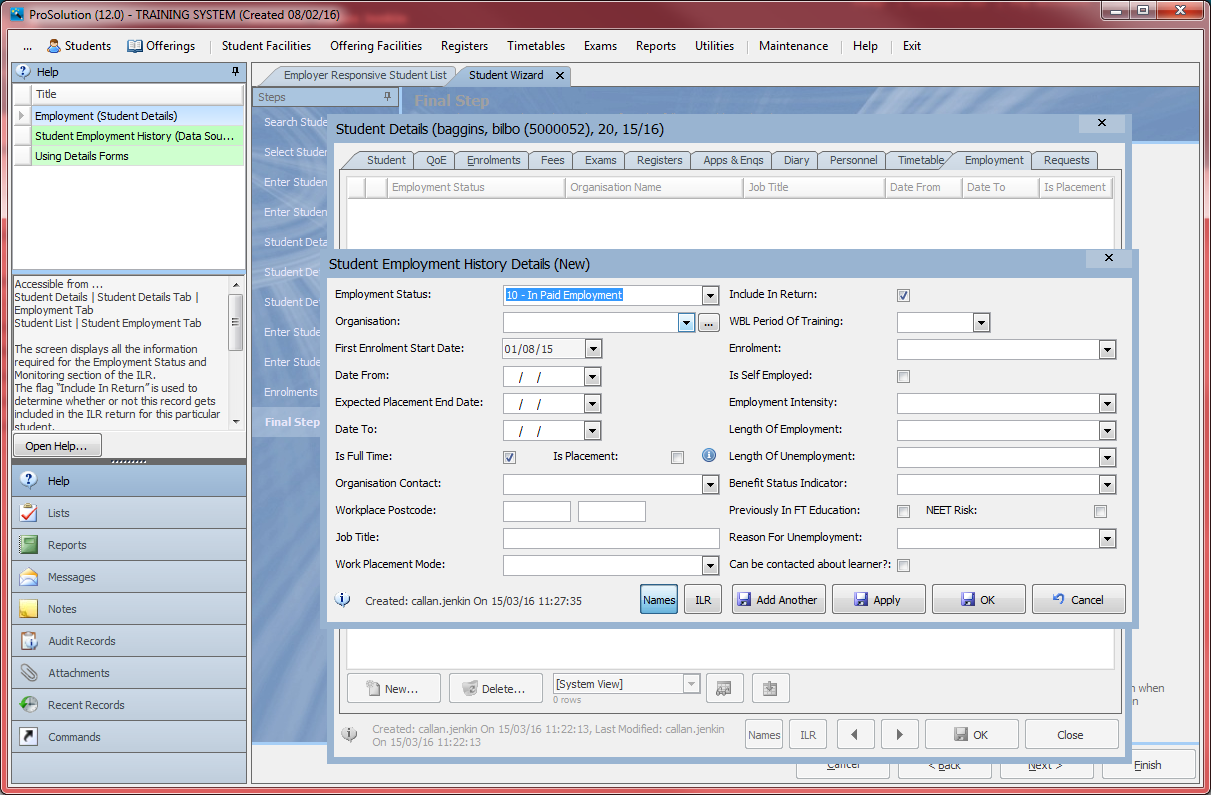 ProSolution (12.0) - TRAINING SYSTEM (Created 08/02/16)
... Students Offerings Student Facilities Offering Facilities Registers Timetables Exams Reports Utilities Maintenance Help Exit
Help
Title
Employment (Student Details)
Student Employment History (Data Sou...
Using Details Forms
Accessible from ...
Student Details | Student Details Tab |
Employment Tab
Student List | Student Employment Tab
The screen displays all the information
required for the Employment Status and
Monitoring section of the ILR.
The flag "Include In Return" is used to
determine whether or not this record gets
included in the ILR return for this particular
student.
Open Help...
Help
Lists
Reports
Messages
Notes
Audit Records
Attachments
Recent Records
Commands
Employer Responsive Student List Student Wizard
Steps
Final Step
Search Stude
Select Studen
Enter Studen
Enter Studen
Student Deta
Student Det
Student Det
Enter Stude
Enter Stude
Enrolments
Final Step
Student Details (baggins, bilbo (5000052), 20, 15/16)
Student QoE Enrolments Fees Exams Registers Apps & Enqs Diary Personnel Timetable Employment Requests
Employment Status Organisation Name Job Title Date From Date To Is Placement
Student Employment History Details (New)
Employment Status: 10 - In Paid Employment Include In Return:
Organisation: ... WBL Period Of Training:
First Enrolment Start Date: 01/08/15 Enrolment:
Date From: / / Is Self Employed:
Expected Placement End Date: / / Employment Intensity:
Date To: / / Length Of Employment:
Is Full Time: Is Placement: Length Of Unemployment:
Organisation Contact: Benefit Status Indicator:
Workplace Postcode: Previously In FT Education: NEET Risk:
Job Title: Reason For Unemployment:
Work Placement Mode: Can be contacted about learner?:
Created: callan.jenkin On 15/03/16 11:27:35 Names ILR Add Another Apply OK Cancel
New... Delete... [System View]
0 rows
n when
n
Created: callan.jenkin On 15/03/16 11:22:13, Last Modified: callan.jenkin
On 15/03/16 11:22:13
Names ILR OK Close
Cancel < Back Next > Finish